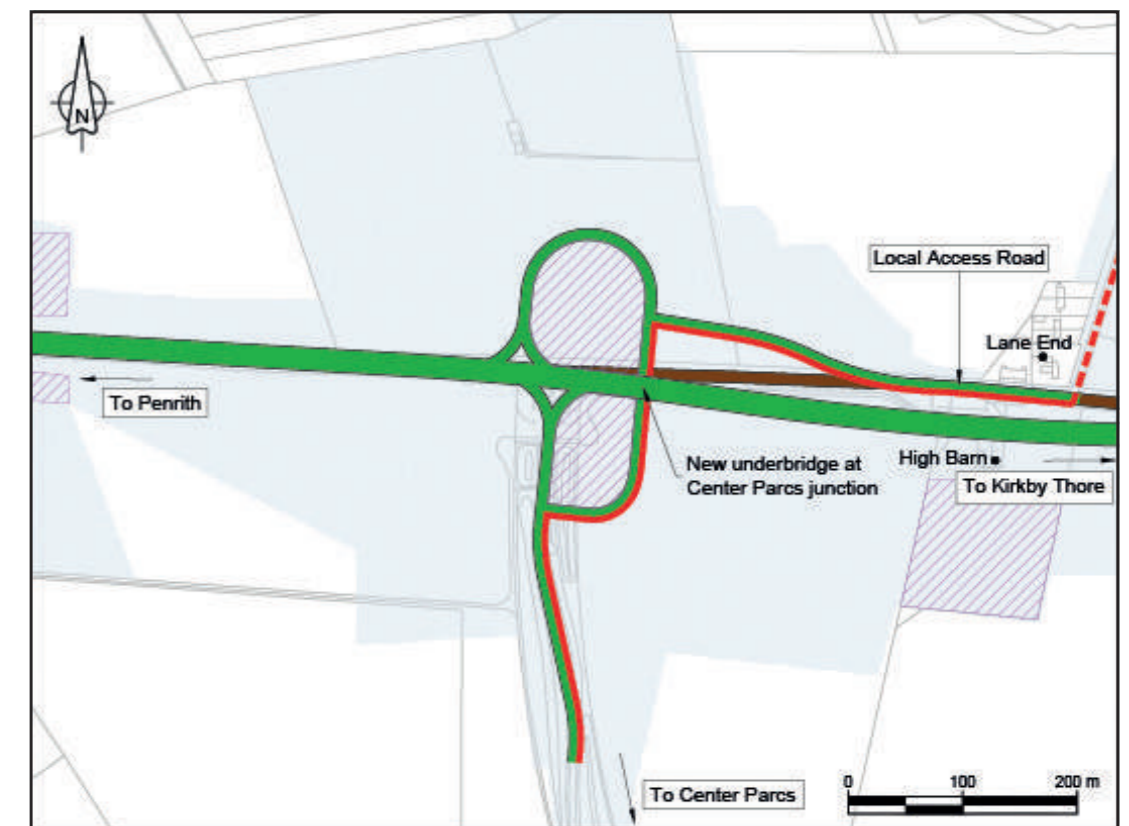 N
Local Access Road
Lane End
To Penrith
High Barn
New underbridge at
Center Parcs junction
To Kirkby Thore
0 100 200 m
To Center Parcs